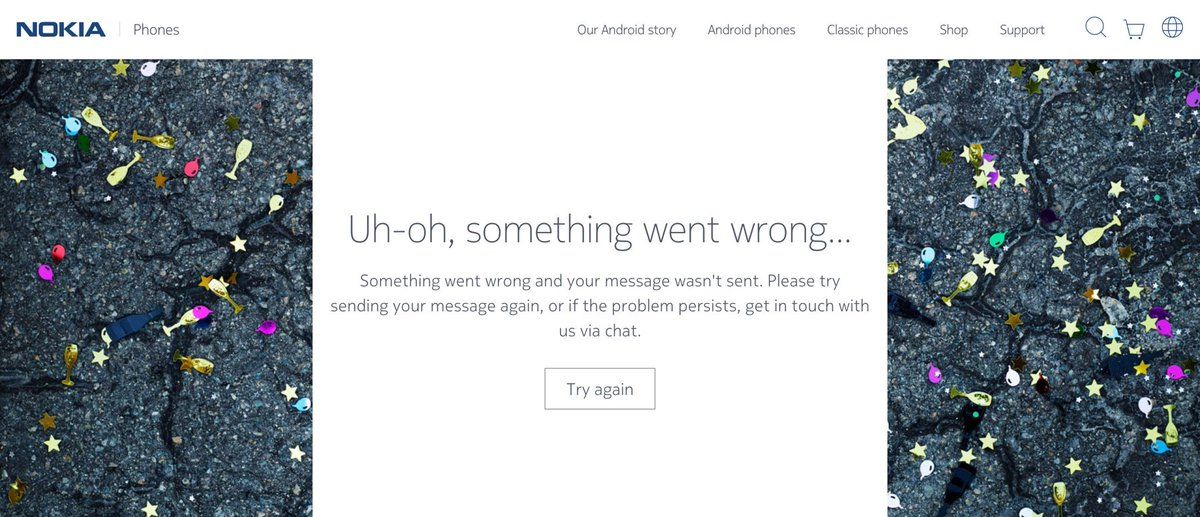 NOKIA Phones Our Android story Android phones Classic phones Shop Support
Uh-oh, something went wrong...
Something went wrong and your message wasn't sent. Please try
sending your message again, or if the problem persists, get in touch with
us via chat.
Try again